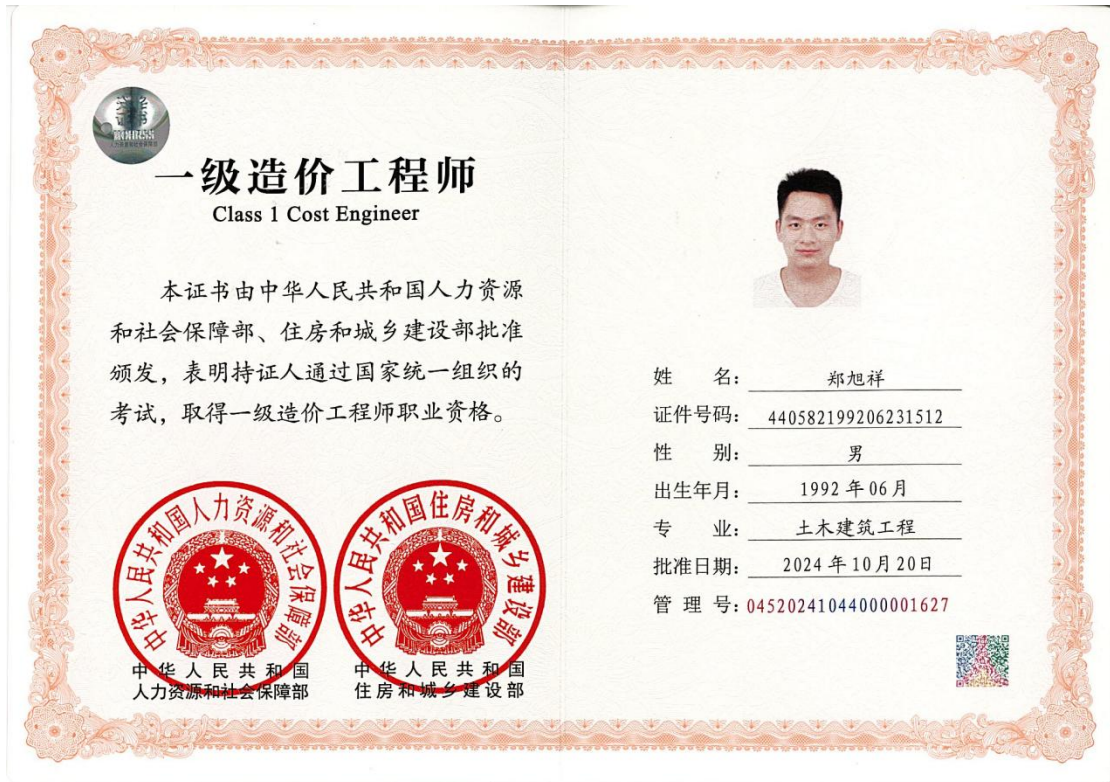 一级造价工程师
Class 1 Cost Engineer
本证书由中华人民共和国人力资源
和社会保障部、住房和城乡建设部批准
颁发，表明持证人通过国家统一组织的
考试，取得一级造价工程师职业资格。
中华人民共和国人力资源和社会保障部
中华人民共和国住房和城乡建设部
中华人民共和国
人力资源和社会保障部
中华人民共和国
住房和城乡建设部
姓 名： 郑旭祥
证件号码： 440582199206231512
性 别： 男
出生年月： 1992年06月
专 业： 土木建筑工程
批准日期： 2024年10月20日
管 理 号： 04520241044000001627